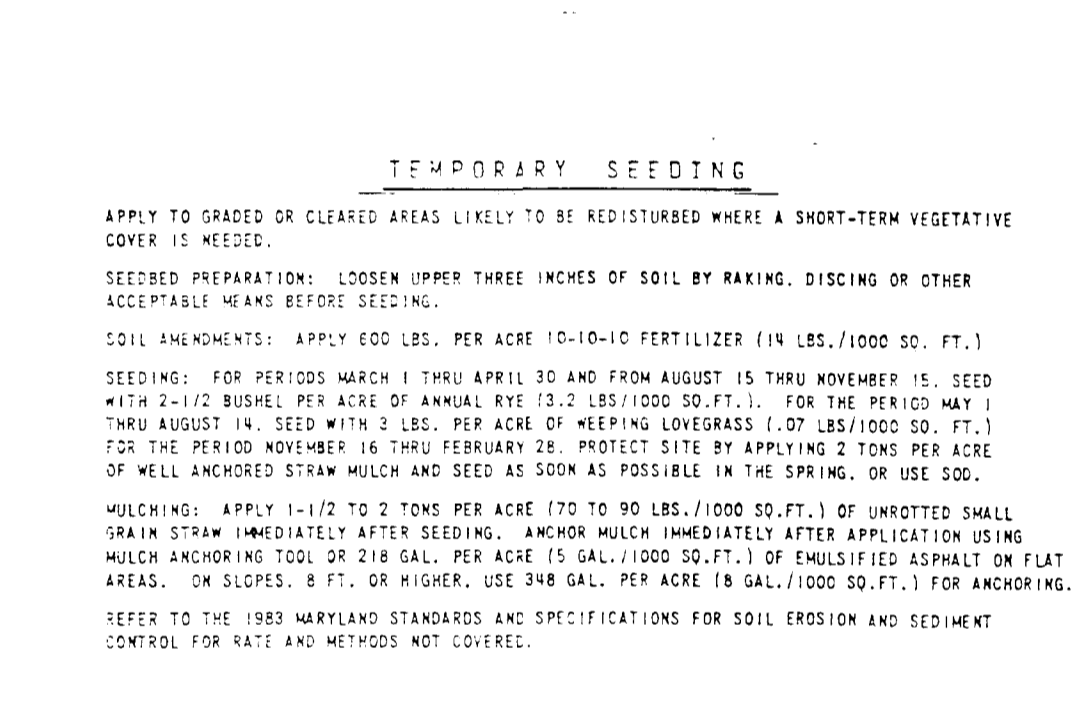 TEMPORARY SEEDING
APPLY TO GRADED OR CLEARED AREAS LIKELY TO BE REDISTURBED WHERE A SHORT-TERM VEGETATIVE
COVER IS NEEDED.
SEEDBED PREPARATION: LOOSEN UPPER THREE INCHES OF SOIL BY RAKING, DISCING OR OTHER
ACCEPTABLE MEANS BEFORE SEEDING.
SOIL AMENDMENTS: APPLY 600 LBS. PER ACRE 10-10-10 FERTILIZER (14 LBS./1000 SQ. FT.)
SEEDING: FOR PERIODS MARCH 1 THRU APRIL 30 AND FROM AUGUST 15 THRU NOVEMBER 15, SEED
WITH 2-1/2 BUSHEL PER ACRE OF ANNUAL RYE (3.2 LBS/1000 SQ.FT.). FOR THE PERIOD MAY 1
THRU AUGUST 14, SEED WITH 3 LBS. PER ACRE OF WEEPING LOVEGRASS (.07 LBS/1000 SQ. FT.)
FOR THE PERIOD NOVEMBER 16 THRU FEBRUARY 28, PROTECT SITE BY APPLYING 2 TONS PER ACRE
OF WELL ANCHORED STRAW MULCH AND SEED AS SOON AS POSSIBLE IN THE SPRING, OR USE SOD.
MULCHING: APPLY 1-1/2 TO 2 TONS PER ACRE (70 TO 90 LBS./1000 SQ.FT.) OF UNROTTED SMALL
GRAIN STRAW IMMEDIATELY AFTER SEEDING. ANCHOR MULCH IMMEDIATELY AFTER APPLICATION USING
MULCH ANCHORING TOOL OR 218 GAL. PER ACRE (5 GAL./1000 SQ.FT.) OF EMULSIFIED ASPHALT ON FLAT
AREAS. ON SLOPES, 8 FT. OR HIGHER, USE 348 GAL. PER ACRE (8 GAL./1000 SQ.FT.) FOR ANCHORING.
REFER TO THE 1983 MARYLAND STANDARDS AND SPECIFICATIONS FOR SOIL EROSION AND SEDIMENT
CONTROL FOR RATE AND METHODS NOT COVERED.